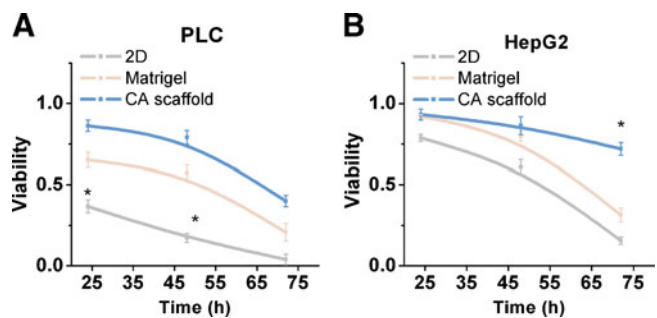 A
PLC
2D
Matrigel
CA scaffold
Viability
1.0
0.5
0.0
*
*
25 35 45 55 65 75
Time (h)
B
HepG2
2D
Matrigel
CA scaffold
Viability
1.0
0.5
0.0
*
25 35 45 55 65 75
Time (h)